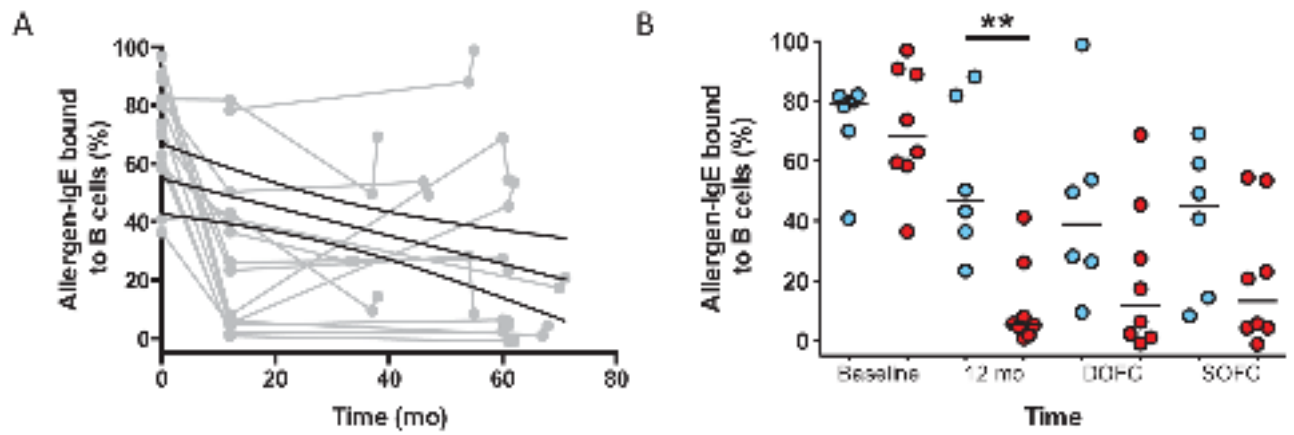 A
Allergen-IgE bound
to B cells (%)
100
80
60
40
20
0
0 20 40 60 80
Time (mo)
B
**
Allergen-IgE bound
to B cells (%)
100
80
60
40
20
0
Baseline 12 mo DOFC SOFC
Time